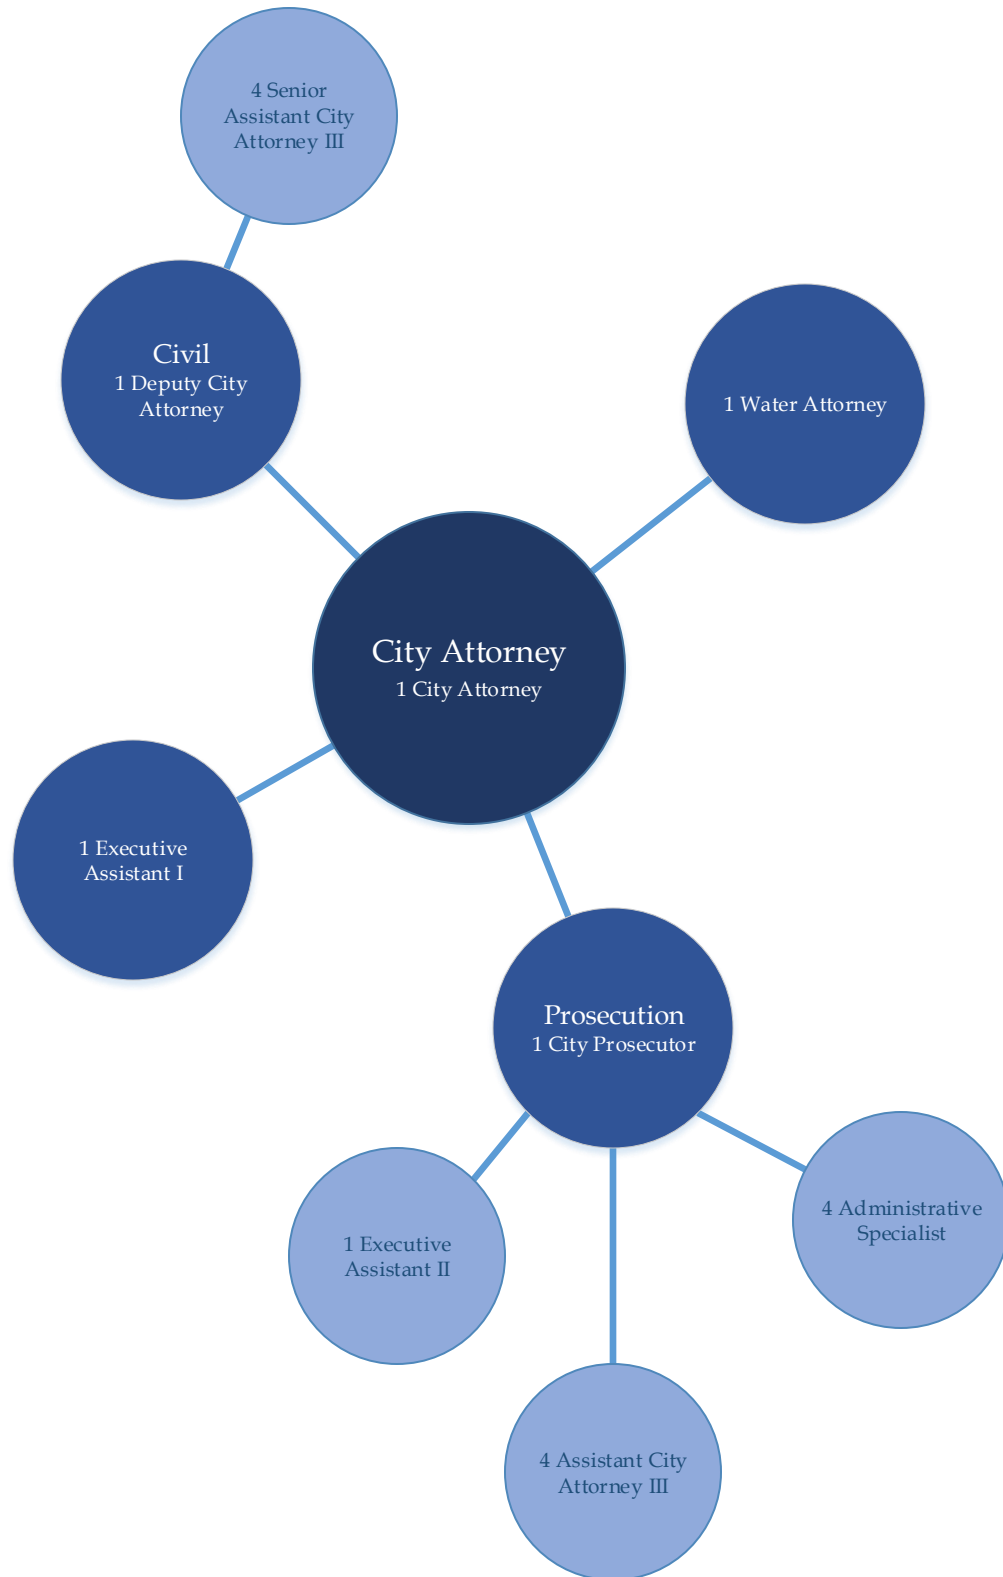 4 Senior
Assistant City
Attorney III
Civil
1 Deputy City
Attorney
1 Water Attorney
City Attorney
1 City Attorney
1 Executive
Assistant I
Prosecution
1 City Prosecutor
1 Executive
Assistant II
4 Administrative
Specialist
4 Assistant City
Attorney III